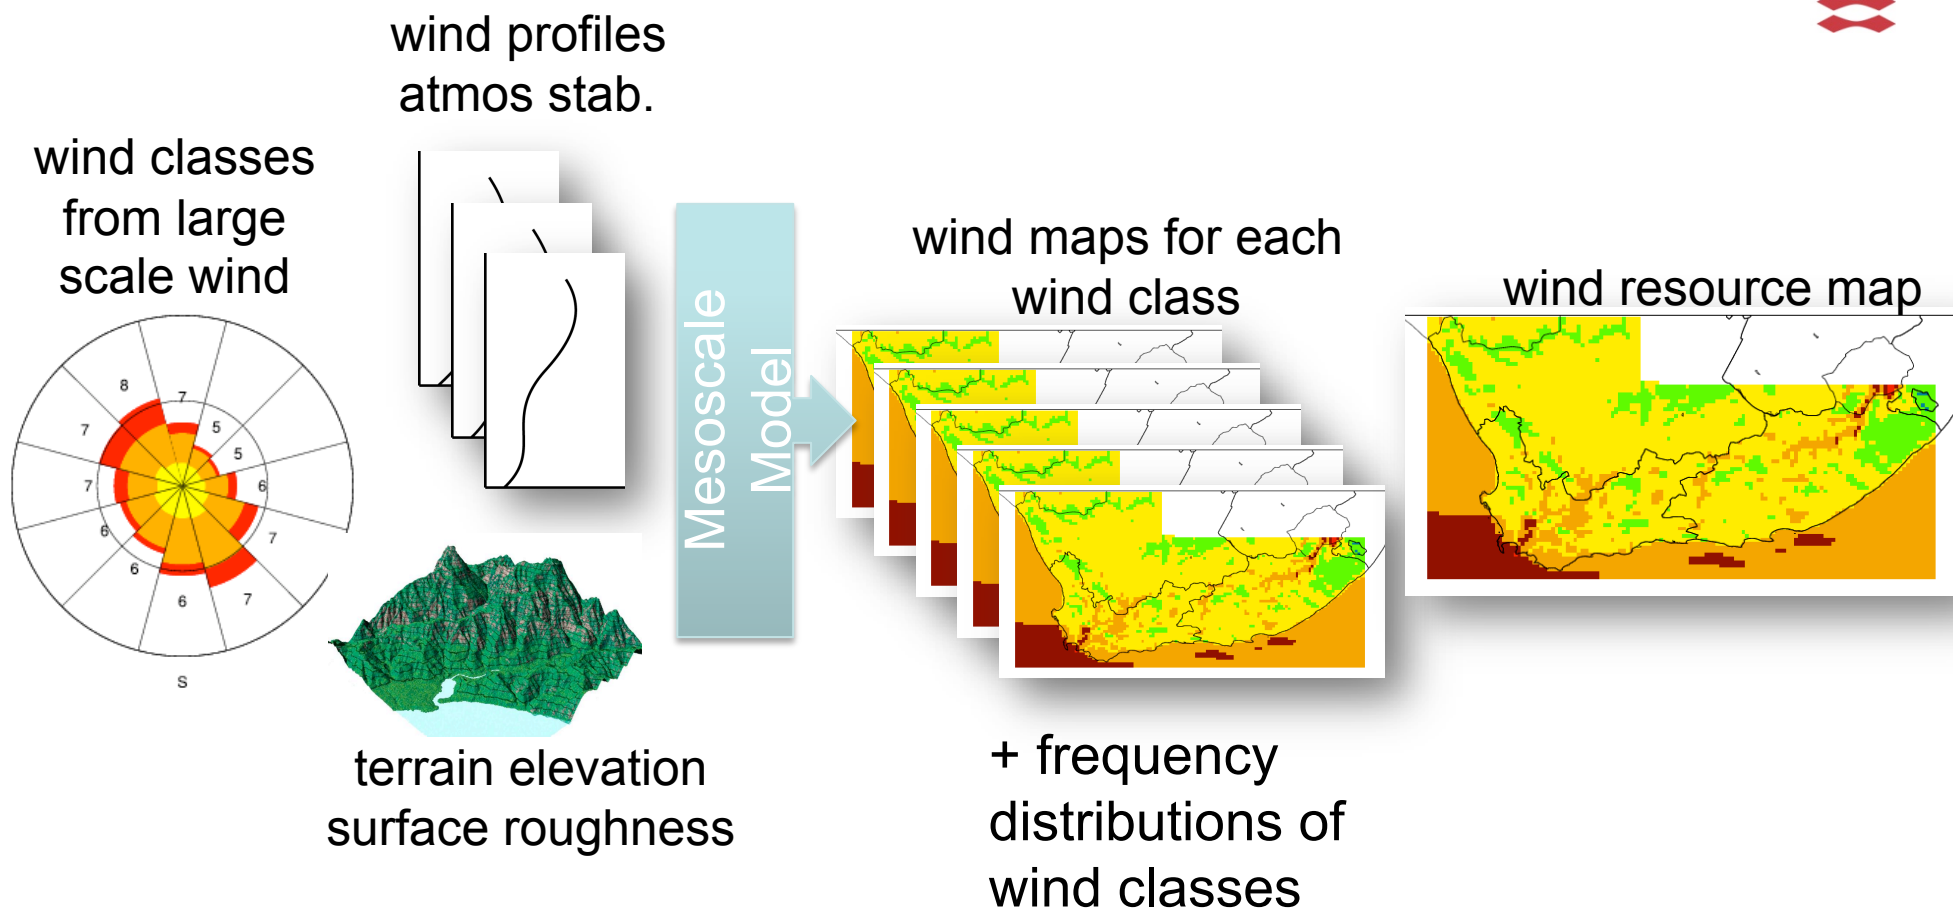 wind profiles
atmos stab.
wind classes
from large
scale wind
8
7
7
5
5
7
6
6
7
6
6
7
S
terrain elevation
surface roughness
Mesoscale
Model
wind maps for each
wind class
+ frequency
distributions of
wind classes
wind resource map